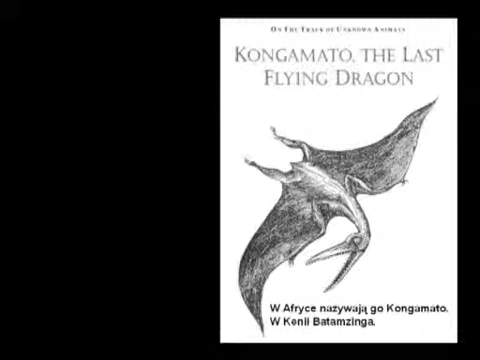 ON THE TRACK OF UNKNOWN ANIMALS
KONGAMATO, THE LAST
FLYING DRAGON
W Afryce nazywają go Kongamato.
W Kenii Batamzinga.